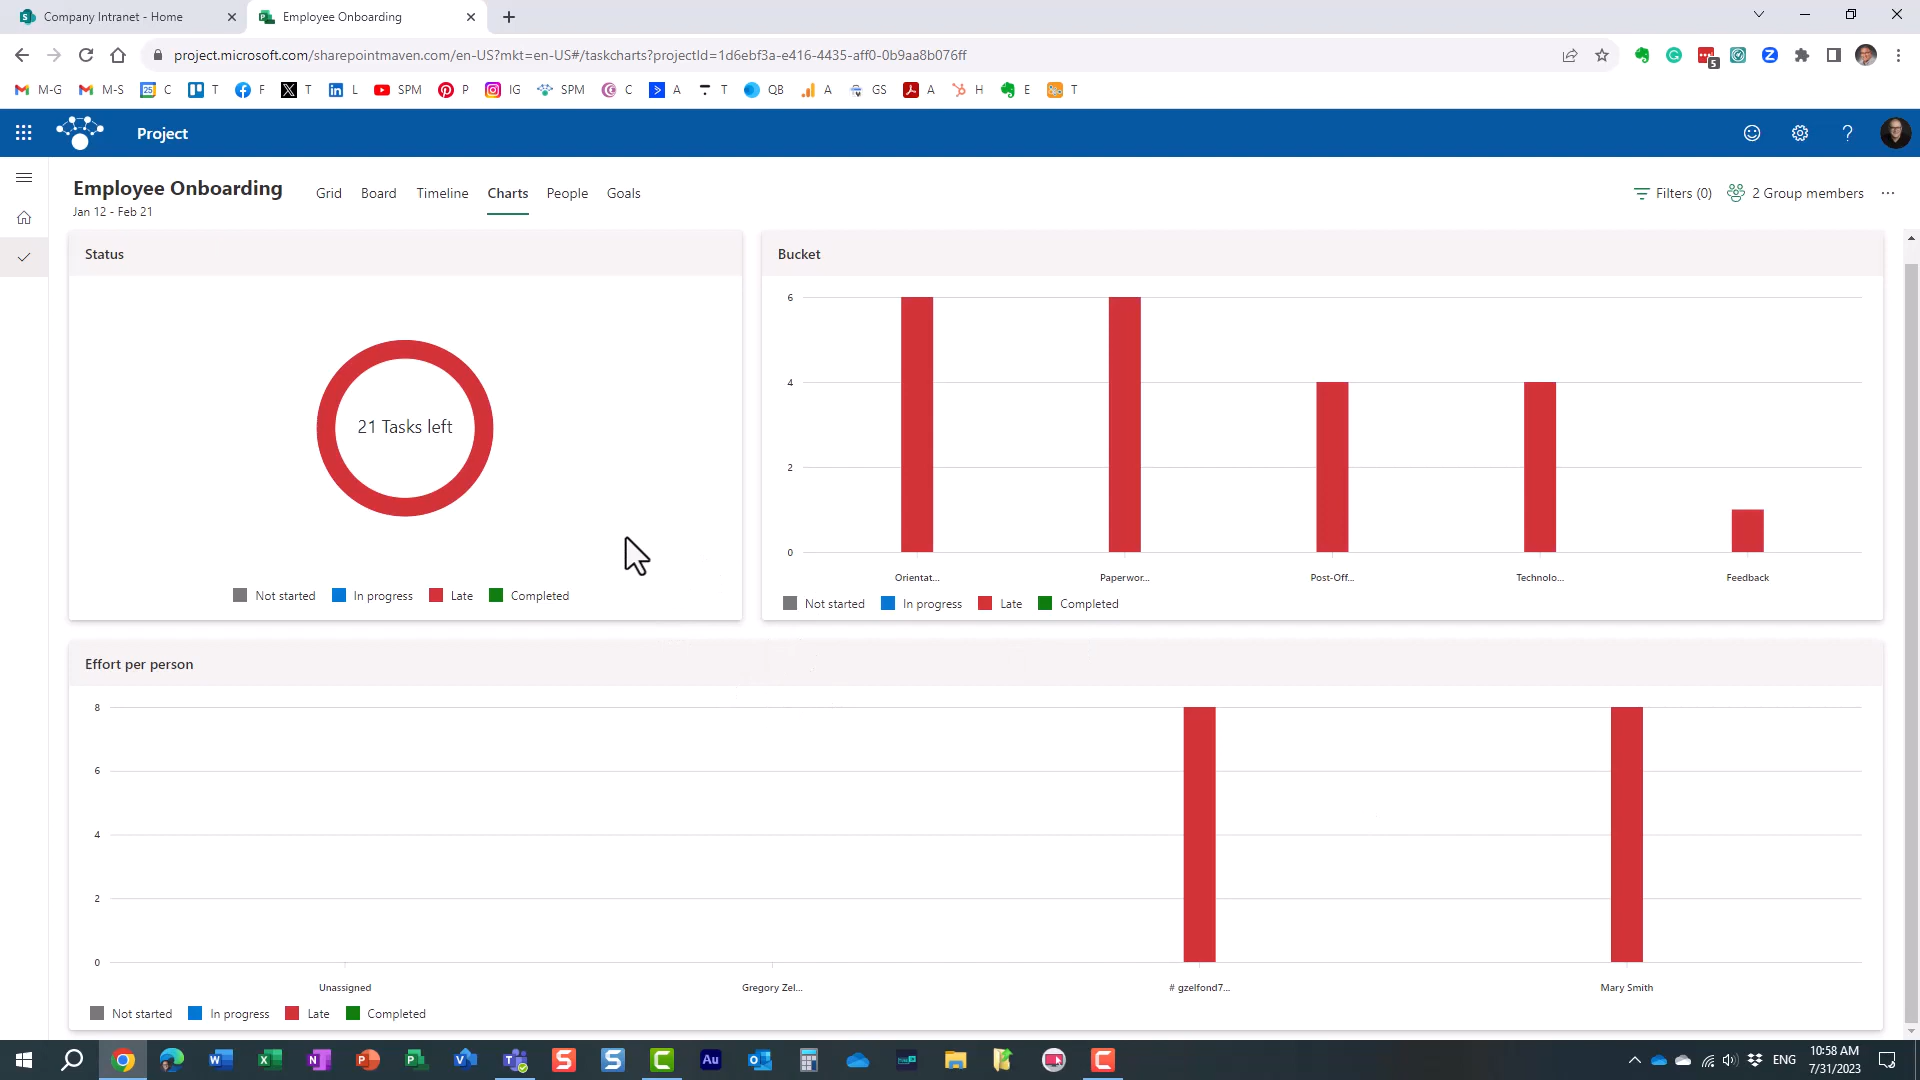 Company Intranet - Home
Employee Onboarding
project.microsoft.com/sharepointmaven.com/en-US?mkt=en-US#/taskcharts?projectId=1d6ebf3a-e416-4435-aff0-0b9aa8b076ff
M-G M-S C T F T L SPM P IG SPM C A T QB A GS A H E T
Project
Employee Onboarding Grid Board Timeline Charts People Goals Filters (0) 2 Group members
Jan 12 - Feb 21
Status
21 Tasks left
Not started In progress Late Completed
Bucket
6
4
2
0
Orientat... Paperwor... Post-Off... Technolo... Feedback
Not started In progress Late Completed
Effort per person
8
6
4
2
0
Unassigned Gregory Zel... # gzelfond7... Mary Smith
Not started In progress Late Completed
ENG
10:58 AM
7/31/2023